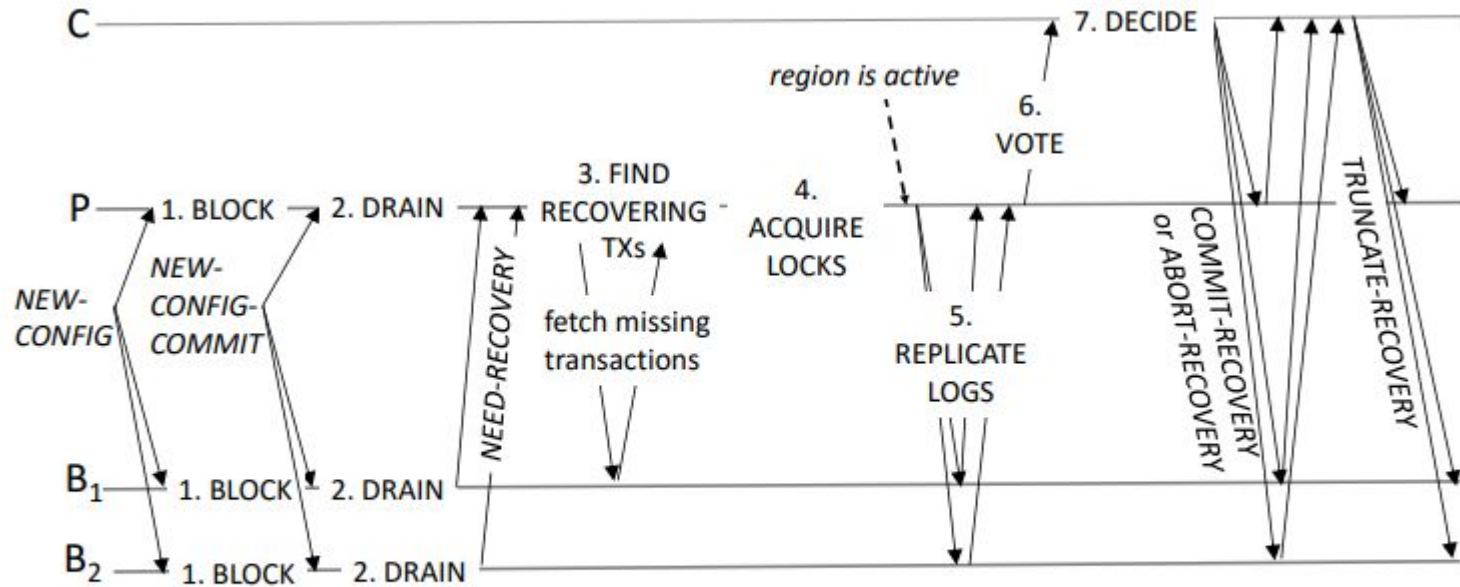 C
7. DECIDE
region is active
6.
VOTE
P
1. BLOCK
2. DRAIN
3. FIND
RECOVERING
TXs
4.
ACQUIRE
LOCKS
NEW-
CONFIG
NEW-
CONFIG-
COMMIT
NEED-RECOVERY
fetch missing
transactions
5.
REPLICATE
LOGS
COMMIT-RECOVERY
or ABORT-RECOVERY
TRUNCATE-RECOVERY
B1
1. BLOCK
2. DRAIN
B2
1. BLOCK
2. DRAIN